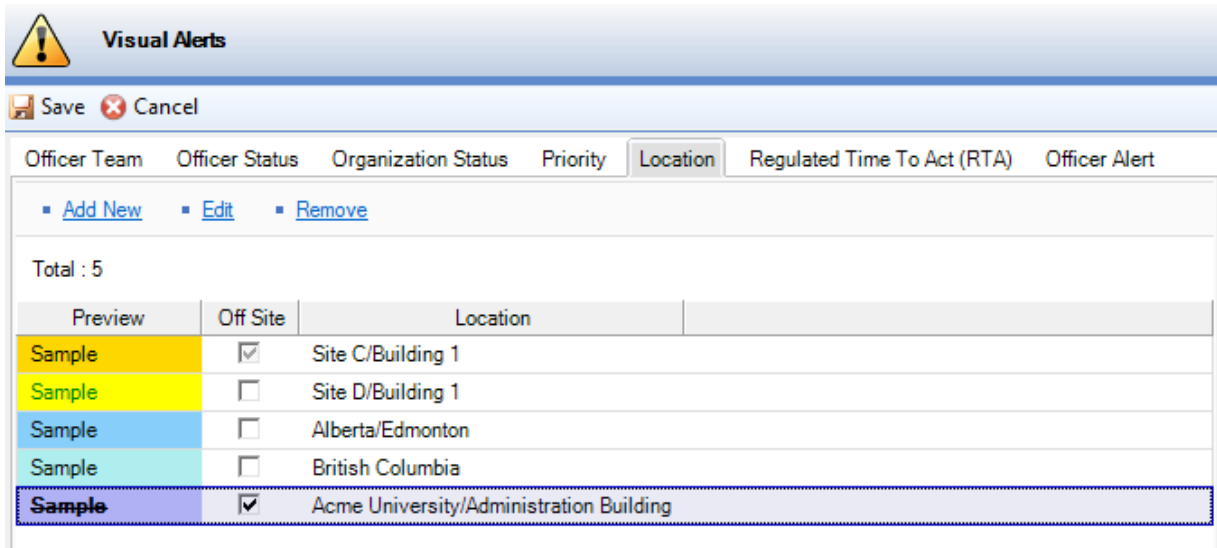 Visual Alerts
Save Cancel
Officer Team Officer Status Organization Status Priority Location Regulated Time To Act (RTA) Officer Alert
Add New Edit Remove
Total : 5
Preview Off Site Location
Sample Site C/Building 1
Sample Site D/Building 1
Sample Alberta/Edmonton
Sample British Columbia
Sample Acme University/Administration Building